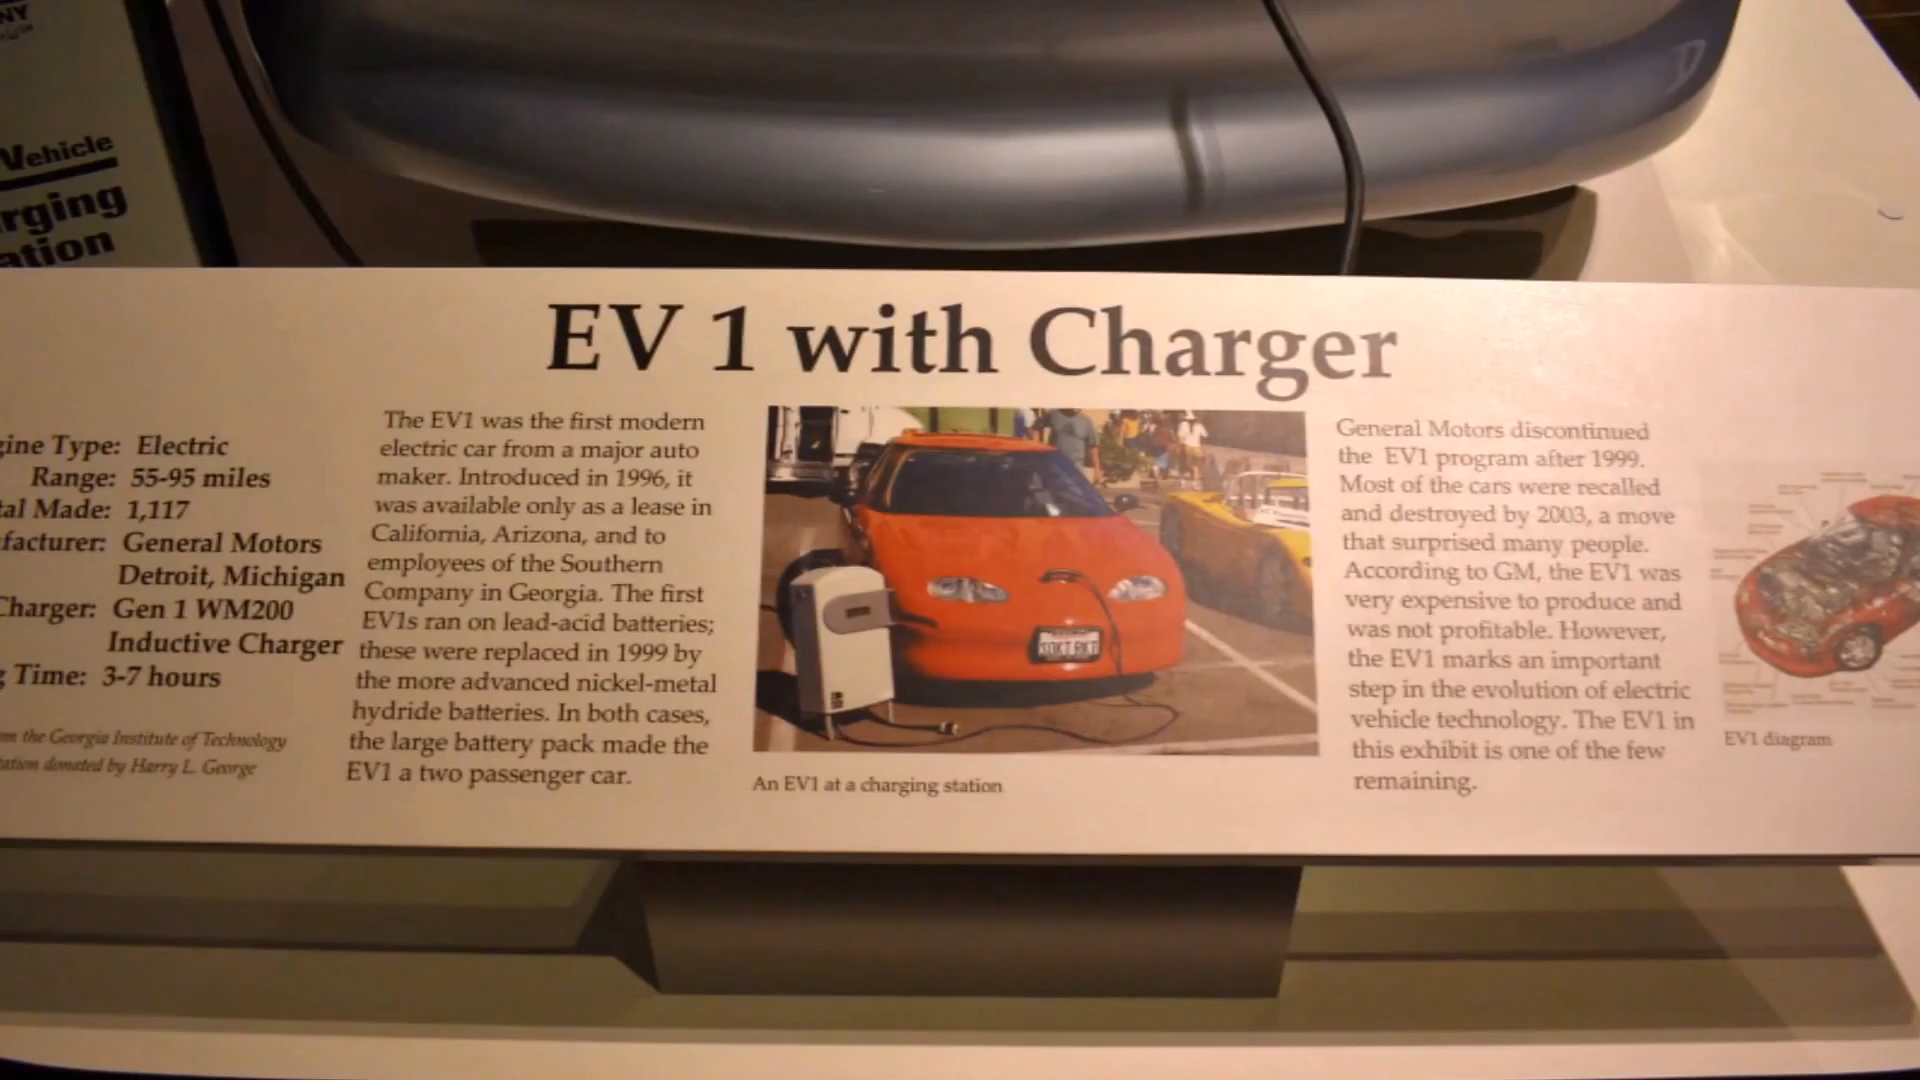 NY
Vehicle
rging
ation
EV 1 with Charger
gine Type: Electric
Range: 55-95 miles
tal Made: 1,117
facturer: General Motors
Detroit, Michigan
Charger: Gen 1 WM200
Inductive Charger
g Time: 3-7 hours
om the Georgia Institute of Technology
tation donated by Harry L. George
The EV1 was the first modern
electric car from a major auto
maker. Introduced in 1996, it
was available only as a lease in
California, Arizona, and to
employees of the Southern
Company in Georgia. The first
EV1s ran on lead-acid batteries;
these were replaced in 1999 by
the more advanced nickel-metal
hydride batteries. In both cases,
the large battery pack made the
EV1 a two passenger car.
An EV1 at a charging station
General Motors discontinued
the EV1 program after 1999.
Most of the cars were recalled
and destroyed by 2003, a move
that surprised many people.
According to GM, the EV1 was
very expensive to produce and
was not profitable. However,
the EV1 marks an important
step in the evolution of electric
vehicle technology. The EV1 in
this exhibit is one of the few
remaining.
EV1 diagram